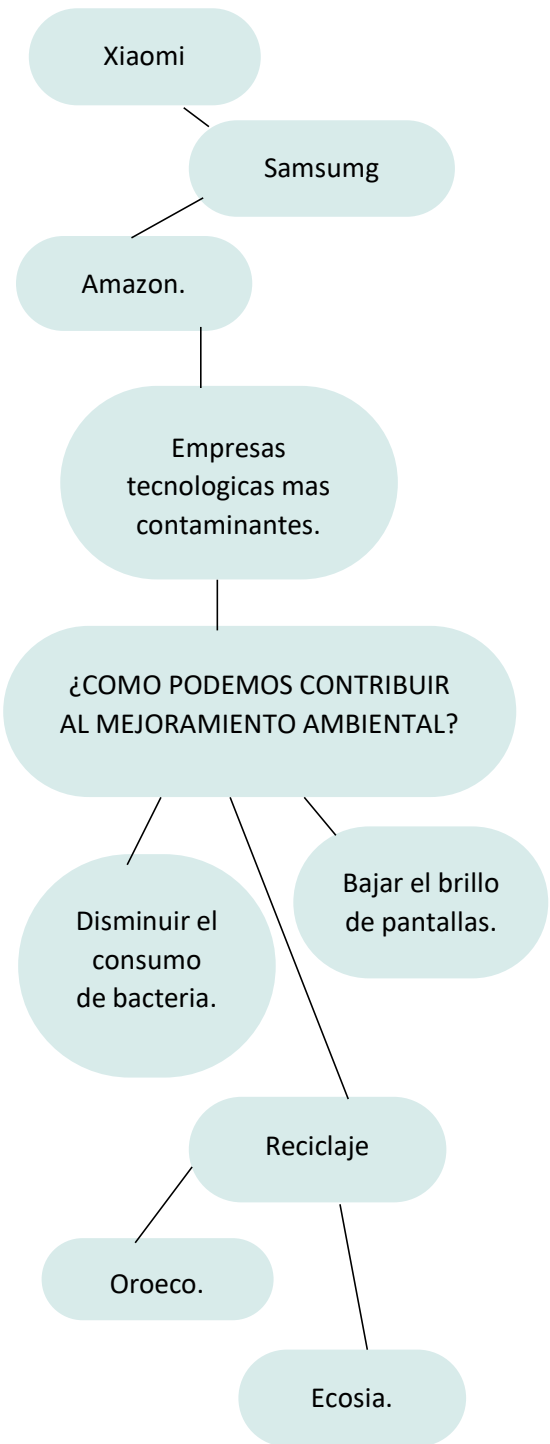 Xiaomi
Samsumg
Amazon.
Empresas
tecnologicas mas
contaminantes.
¿COMO PODEMOS CONTRIBUIR
AL MEJORAMIENTO AMBIENTAL?
Bajar el brillo
de pantallas.
Disminuir el
consumo
de bacteria.
Reciclaje
Oroeco.
Ecosia.